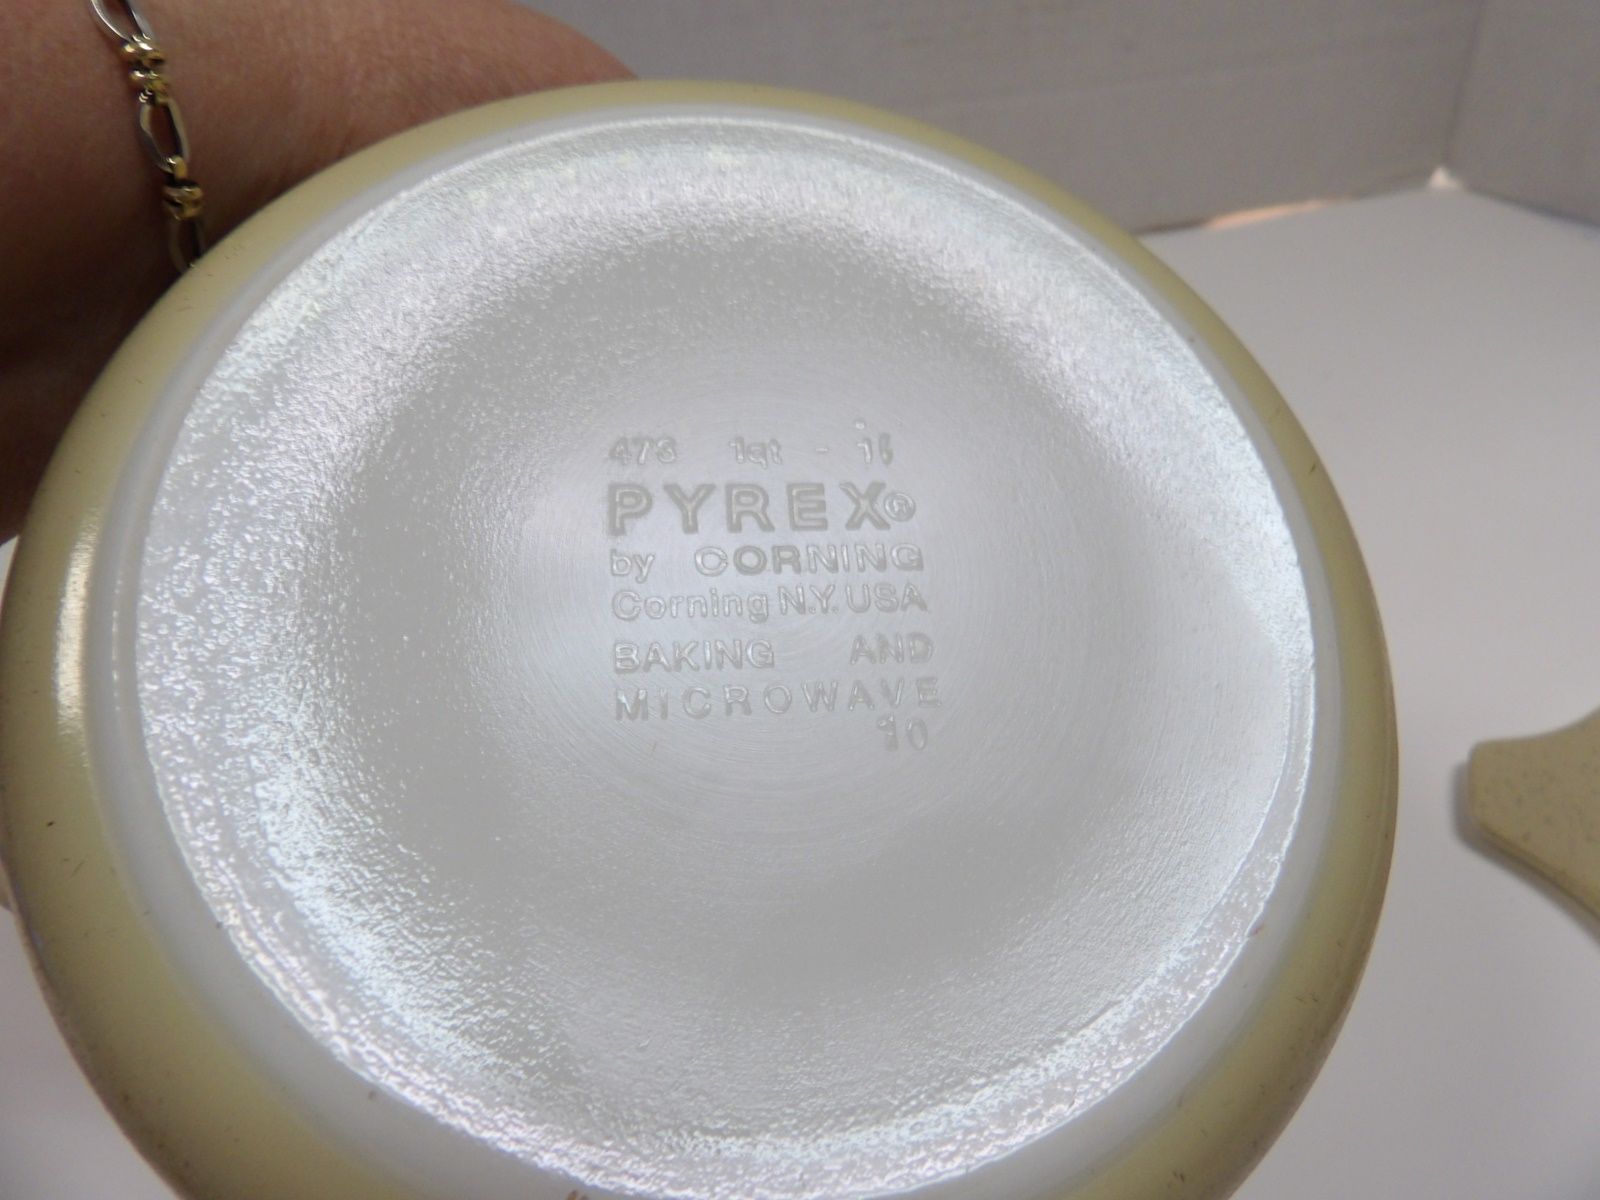 473 1qt - 1ℓ
PYREX®
by CORNING
Corning N.Y. USA
BAKING AND
MICROWAVE
10